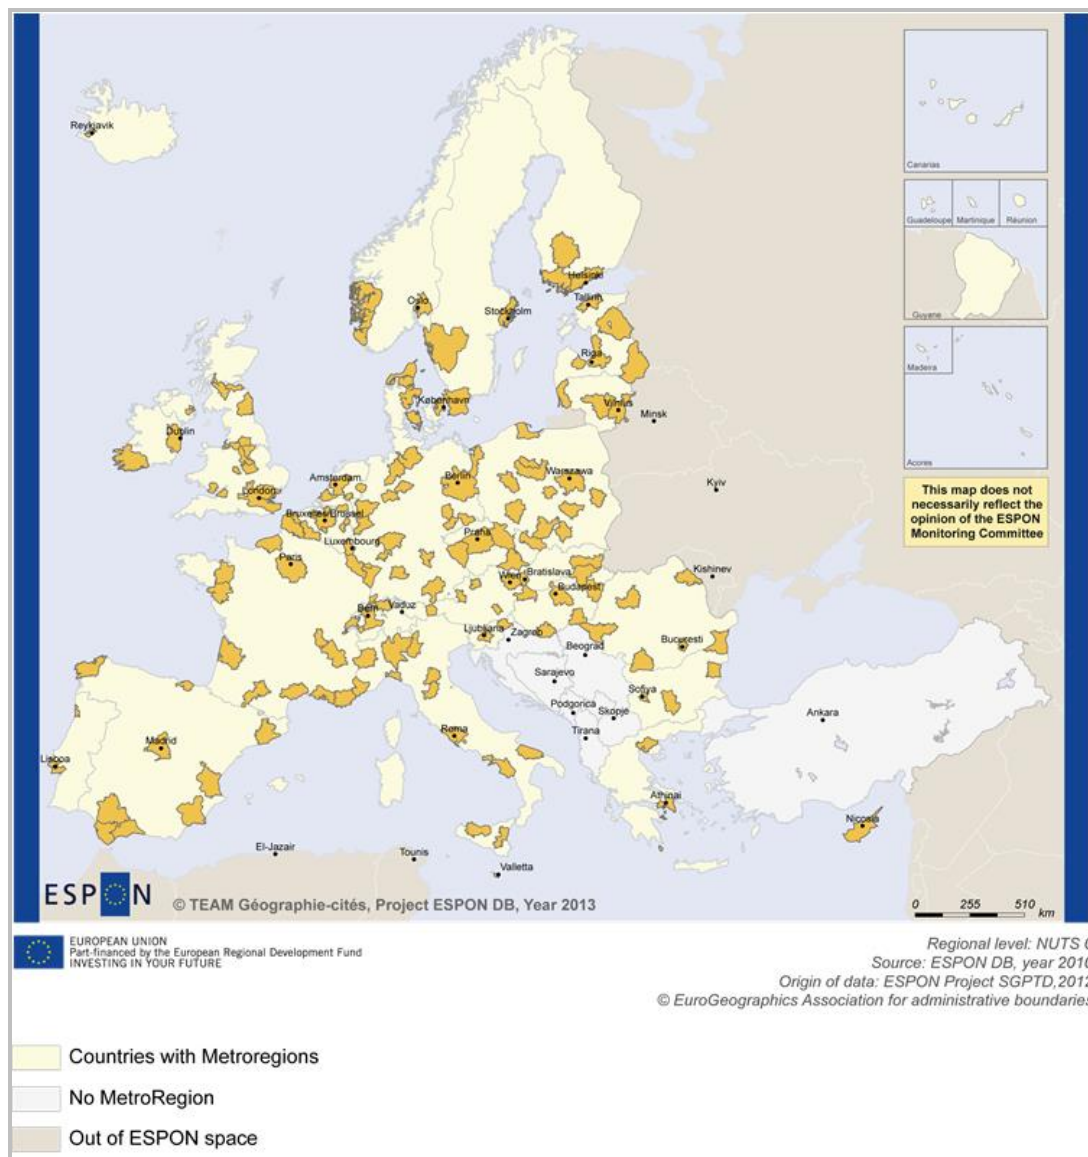 Reykjavik
Canarias
Guadeloupe
Martinique
Réunion
Guyane
Madeira
Acores
This map does not
necessarily reflect the
opinion of the ESPON
Monitoring Committee
Helsinki
Oslo
Tallinn
Stockholm
Riga
København
Vilnius
Minsk
Dublin
Amsterdam
Berlin
Warszawa
London
Kyiv
Bruxelles/Brussel
Praha
Luxembourg
Paris
Wien
Bratislava
Kishinev
Budapest
Bern
Vaduz
Ljubljana
Zagreb
Bucuresti
Beograd
Sarajevo
Sofiya
Podgorica
Skopje
Ankara
Roma
Tirana
Madrid
Lisboa
Athinai
Nicosia
El-Jazair
Tounis
Valletta
ESPON
© TEAM Géographie-cités, Project ESPON DB, Year 2013
0 255 510
km
EUROPEAN UNION
Part-financed by the European Regional Development Fund
INVESTING IN YOUR FUTURE
Regional level: NUTS 0
Source: ESPON DB, year 2010
Origin of data: ESPON Project SGPTD,2012
© EuroGeographics Association for administrative boundaries
Countries with Metroregions
No MetroRegion
Out of ESPON space